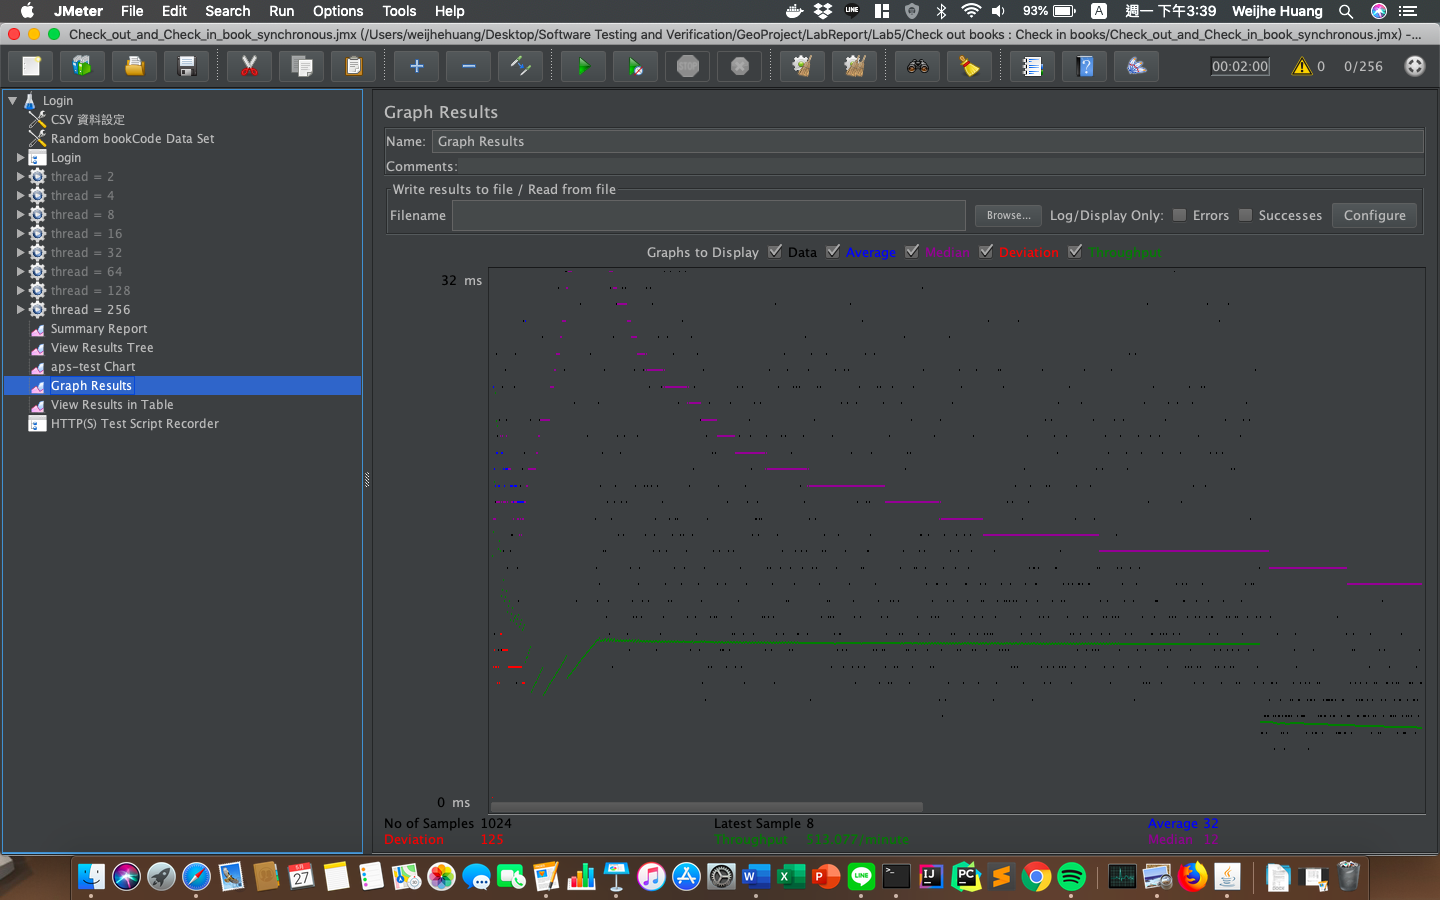 JMeter File Edit Search Run Options Tools Help 93% A 週一 下午3:39 Weijhe Huang
Check_out_and_Check_in_book_synchronous.jmx (/Users/weijhehuang/Desktop/Software Testing and Verification/GeoProject/LabReport/Lab5/Check out books : Check in books/Check_out_and_Check_in_book_synchronous.jmx) -...
STOP 00:02:00 0 0/256
Login
CSV 資料設定
Random bookCode Data Set
Login
thread = 2
thread = 4
thread = 8
thread = 16
thread = 32
thread = 64
thread = 128
thread = 256
Summary Report
View Results Tree
aps-test Chart
Graph Results
View Results in Table
HTTP(S) Test Script Recorder
Graph Results
Name: Graph Results
Comments:
Write results to file / Read from file
Filename Browse... Log/Display Only: Errors Successes Configure
Graphs to Display Data Average Median Deviation Throughput
32 ms
0 ms
No of Samples 1024 Latest Sample 8 Average 32
Deviation 125 Throughput 513.077/minute Median